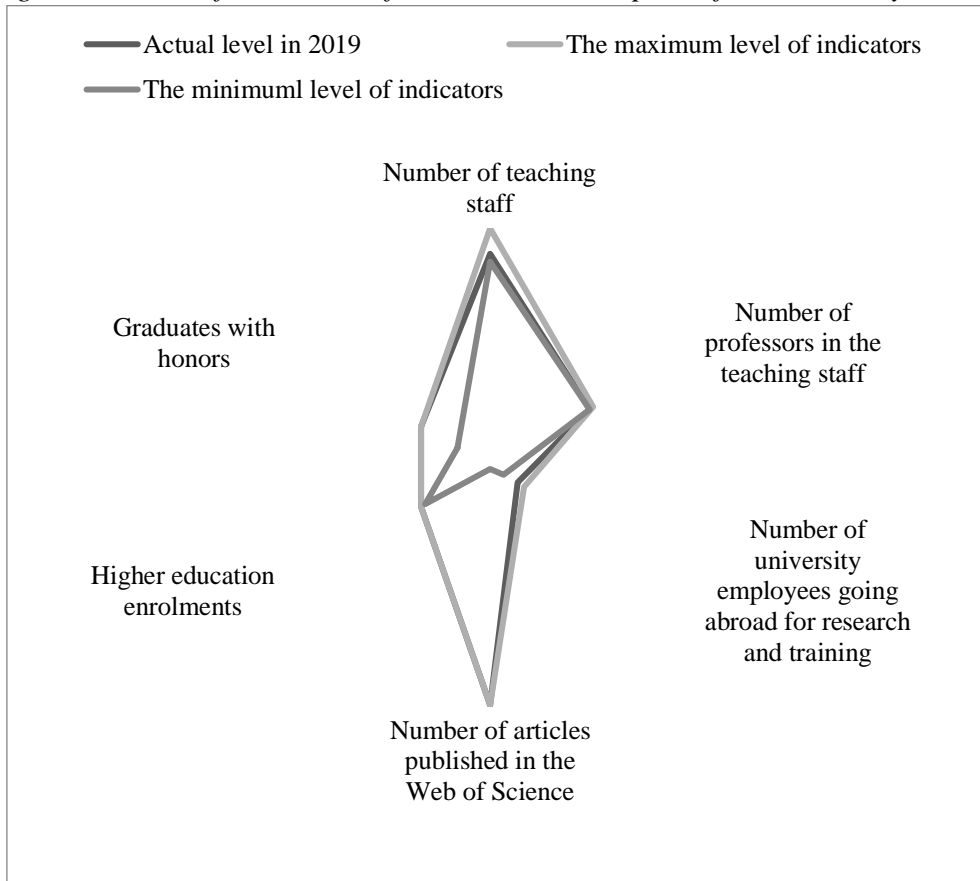 Actual level in 2019
The maximum level of indicators
The minimuml level of indicators
Number of teaching
staff
Number of
professors in the
teaching staff
Number of
university
employees going
abroad for research
and training
Number of articles
published in the
Web of Science
Higher education
enrolments
Graduates with
honors